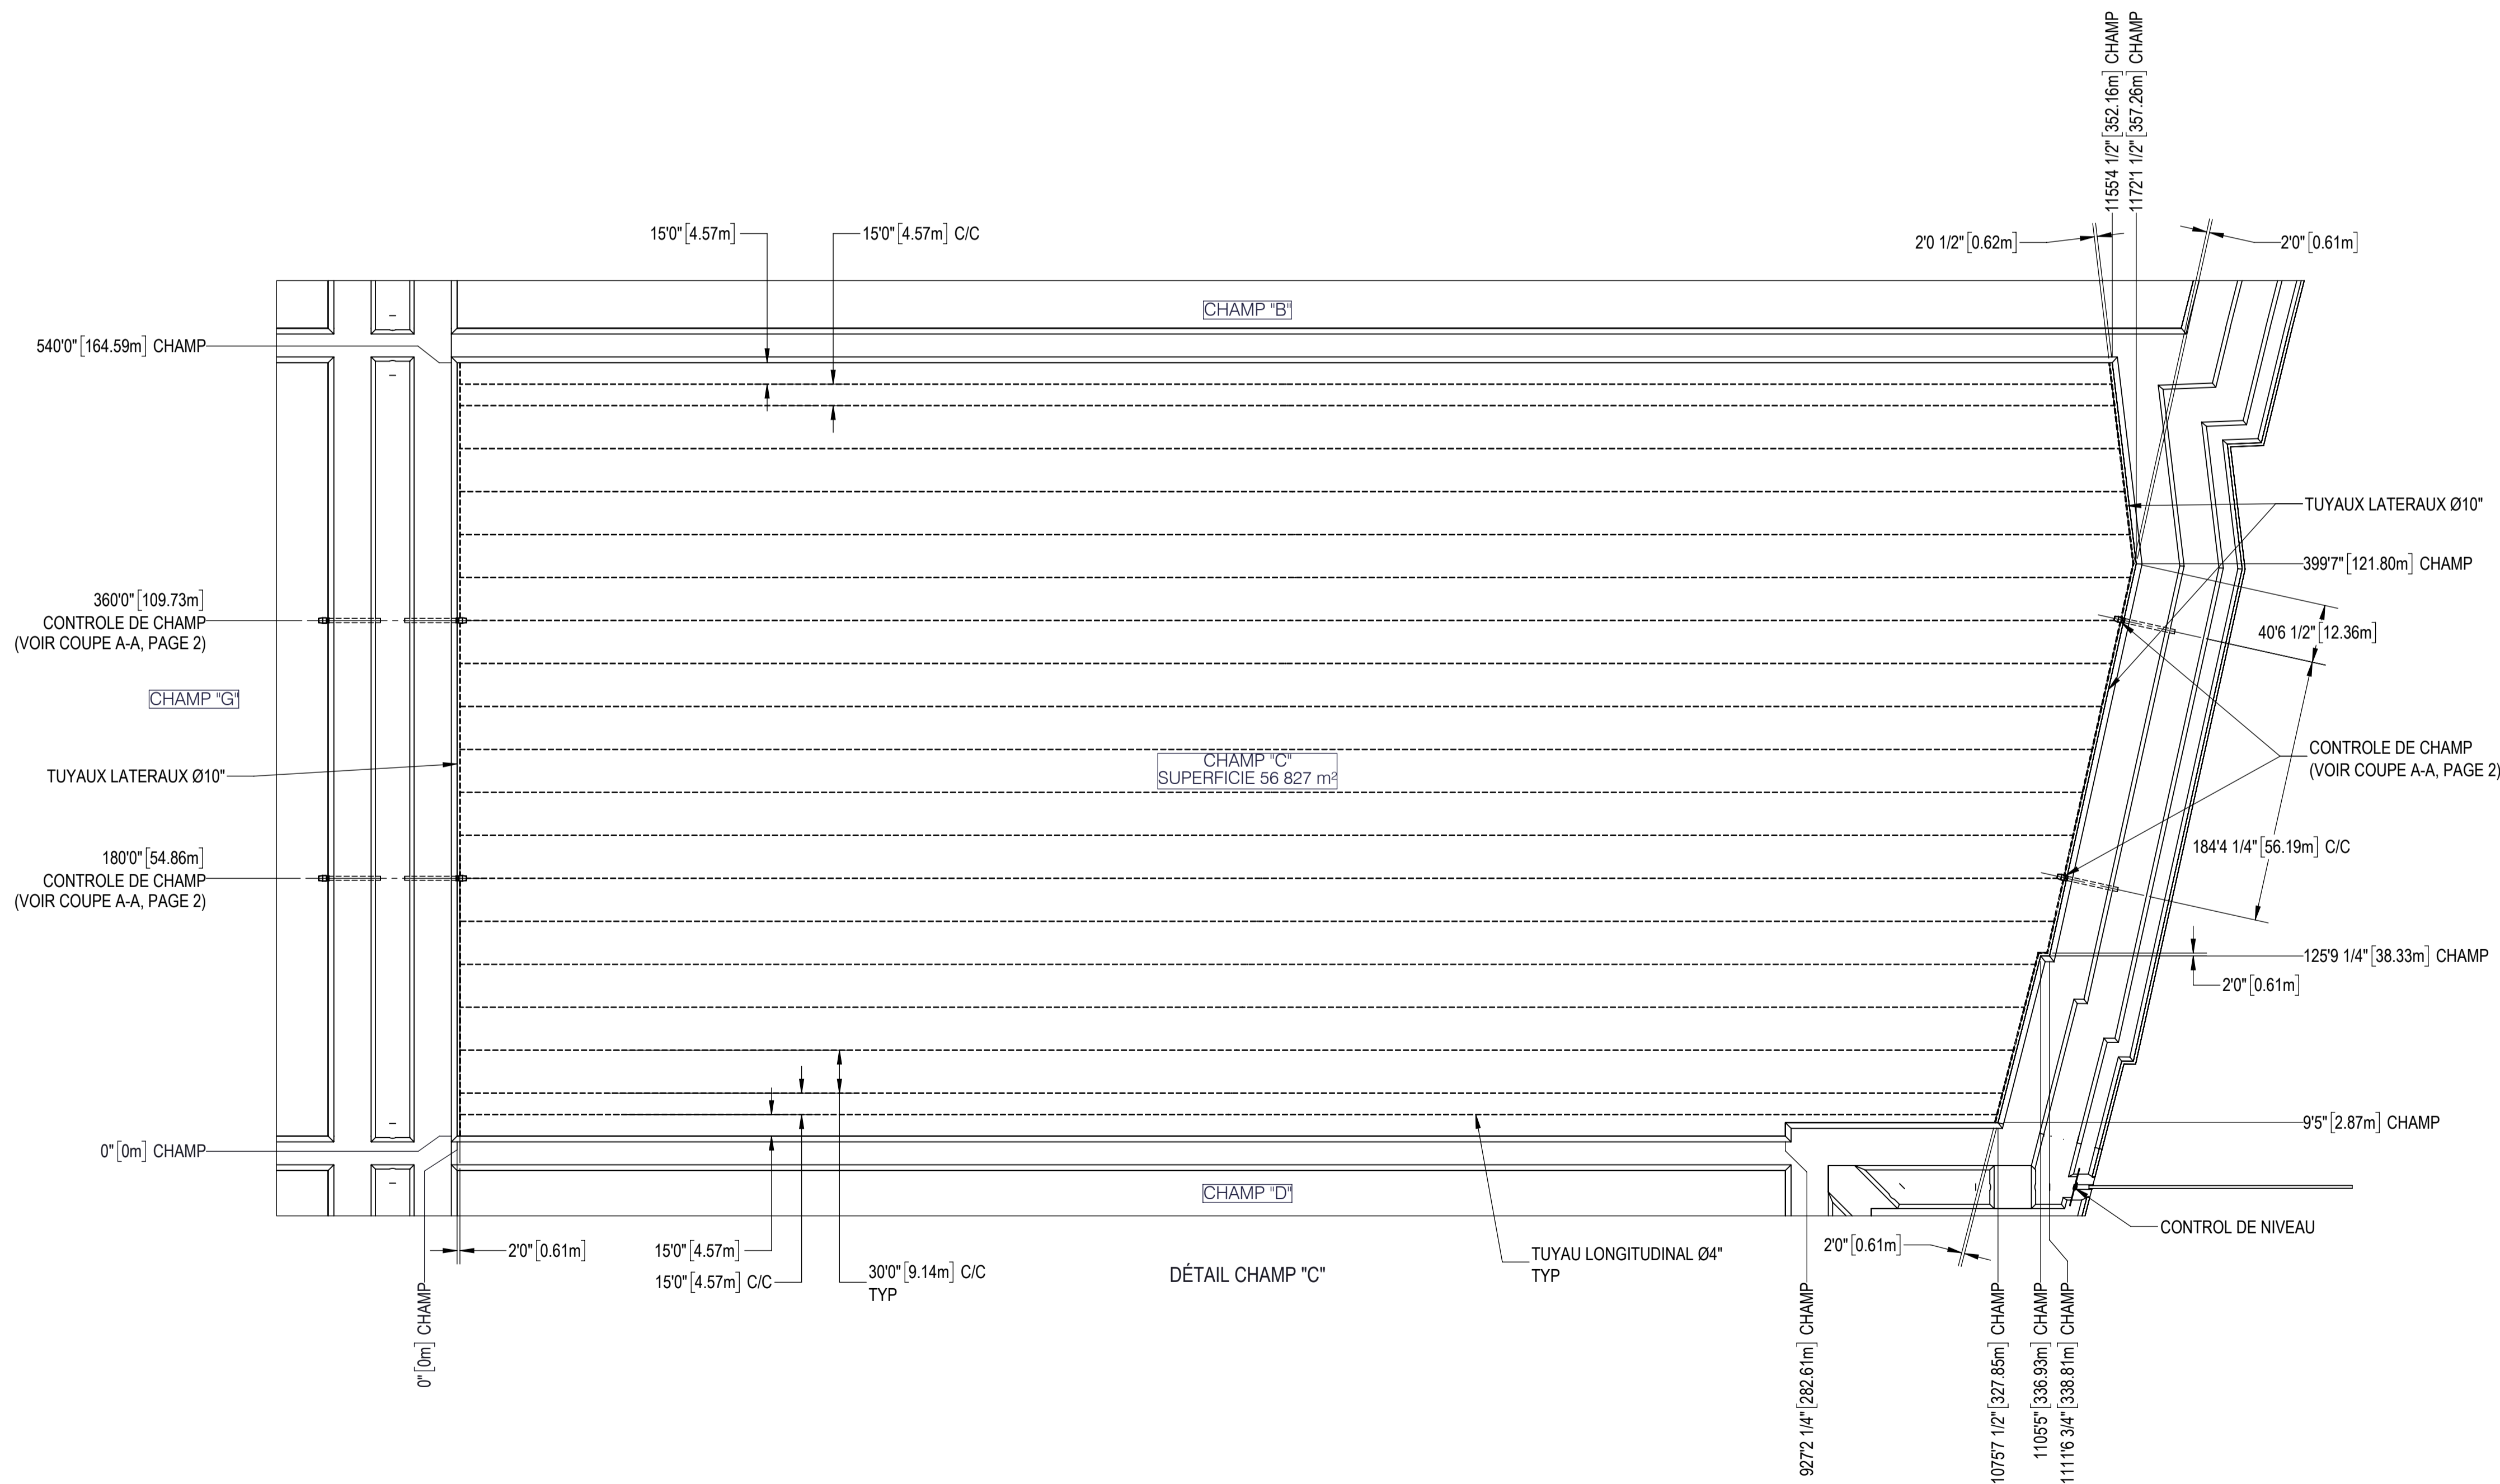 1155'4 1/2" [352.16m] CHAMP
1172'1 1/2" [357.26m] CHAMP
15'0" [4.57m]
15'0" [4.57m] C/C
2'0 1/2" [0.62m]
2'0" [0.61m]
CHAMP "B"
540'0" [164.59m] CHAMP
TUYAUX LATERAUX Ø10"
399'7" [121.80m] CHAMP
360'0" [109.73m]
CONTROLE DE CHAMP
(VOIR COUPE A-A, PAGE 2)
40'6 1/2" [12.36m]
CHAMP "G"
CHAMP "C"
SUPERFICIE 56 827 m²
CONTROLE DE CHAMP
(VOIR COUPE A-A, PAGE 2)
TUYAUX LATERAUX Ø10"
184'4 1/4" [56.19m] C/C
180'0" [54.86m]
CONTROLE DE CHAMP
(VOIR COUPE A-A, PAGE 2)
125'9 1/4" [38.33m] CHAMP
2'0" [0.61m]
9'5" [2.87m] CHAMP
0" [0m] CHAMP
CHAMP "D"
CONTROL DE NIVEAU
2'0" [0.61m]
15'0" [4.57m]
15'0" [4.57m] C/C
30'0" [9.14m] C/C
TYP
DÉTAIL CHAMP "C"
TUYAU LONGITUDINAL Ø4"
TYP
2'0" [0.61m]
0" [0m] CHAMP
927'2 1/4" [282.61m] CHAMP
1075'7 1/2" [327.85m] CHAMP
1105'5" [336.93m] CHAMP
1111'6 3/4" [338.81m] CHAMP